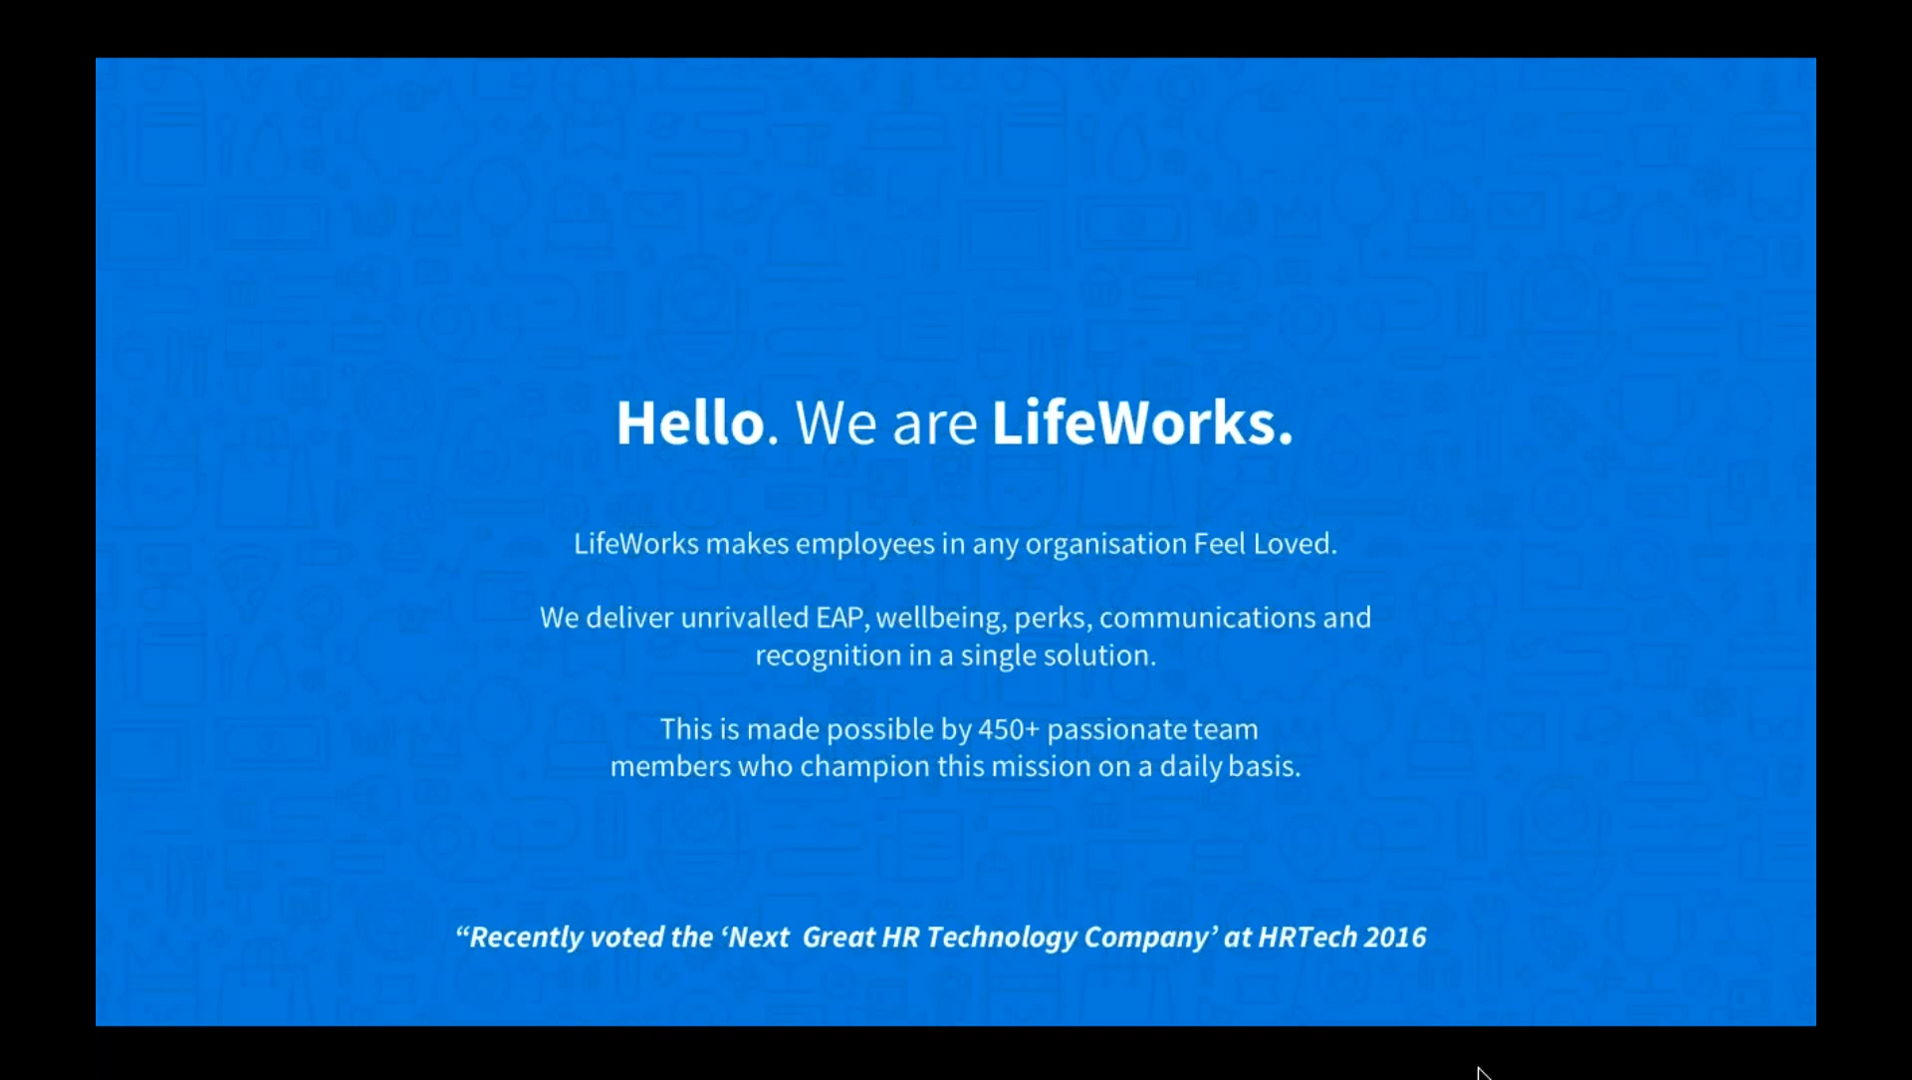 Hello. We are LifeWorks.
LifeWorks makes employees in any organisation Feel Loved.
We deliver unrivalled EAP, wellbeing, perks, communications and
recognition in a single solution.
This is made possible by 450+ passionate team
members who champion this mission on a daily basis.
“Recently voted the ‘Next  Great HR Technology Company’ at HRTech 2016